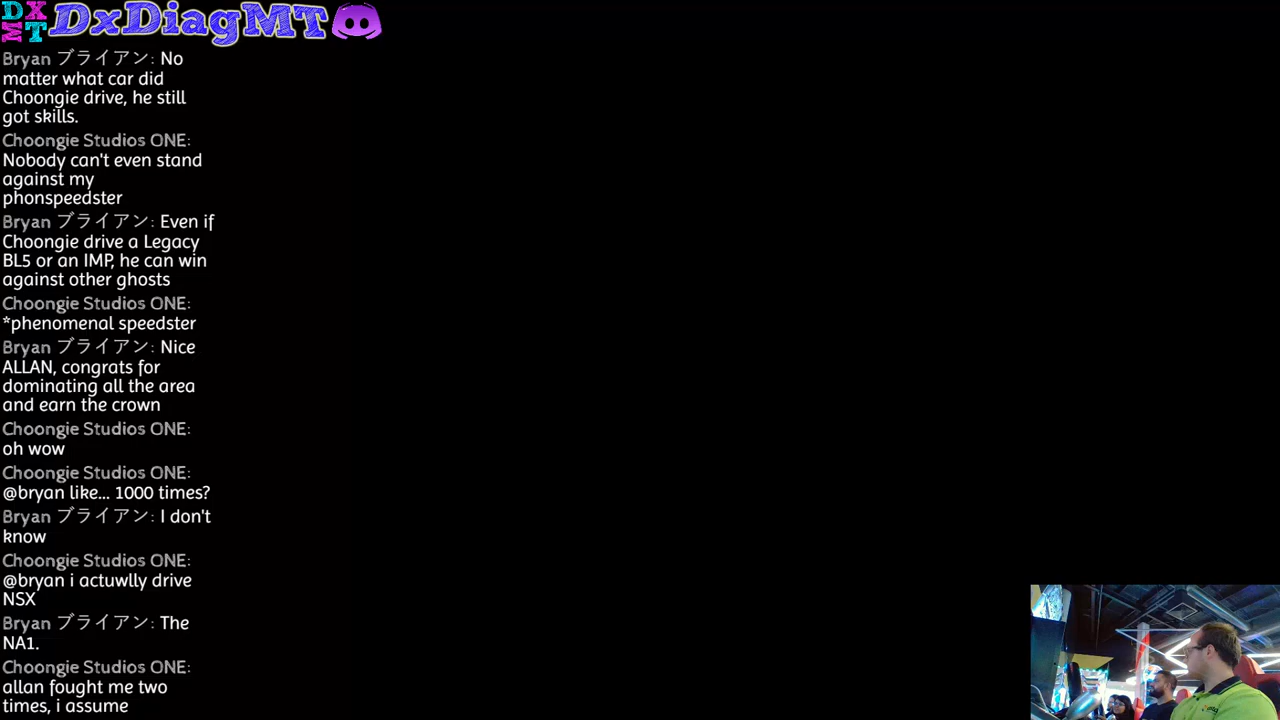 DX
MT
DxDiagMT
Bryan ブライアン: No
matter what car did
Choongie drive, he still
got skills.
Choongie Studios ONE:
Nobody can't even stand
against my
phonspeedster
Bryan ブライアン: Even if
Choongie drive a Legacy
BL5 or an IMP, he can win
against other ghosts
Choongie Studios ONE:
*phenomenal speedster
Bryan ブライアン: Nice
ALLAN, congrats for
dominating all the area
and earn the crown
Choongie Studios ONE:
oh wow
Choongie Studios ONE:
@bryan like... 1000 times?
Bryan ブライアン: I don't
know
Choongie Studios ONE:
@bryan i actuwlly drive
NSX
Bryan ブライアン: The
NA1.
Choongie Studios ONE:
allan fought me two
times, i assume